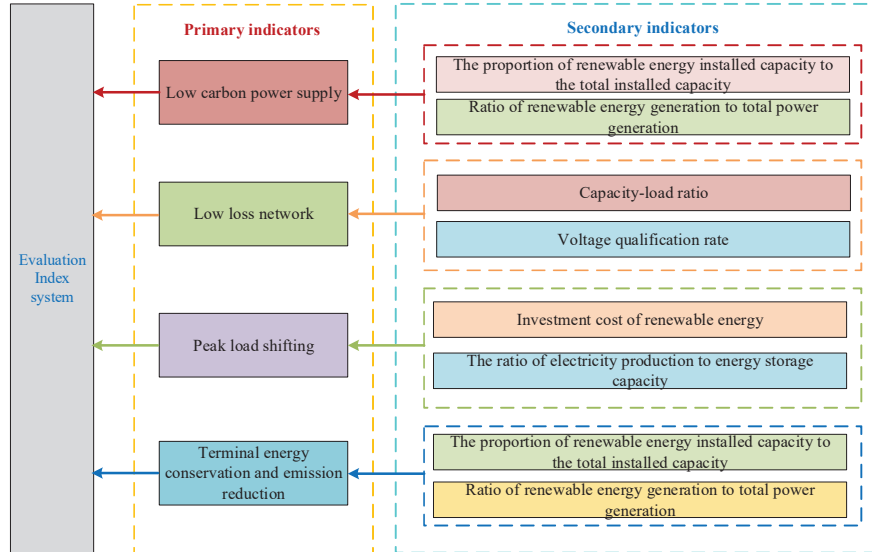 Primary indicators
Secondary indicators
Evaluation
Index
system
Low carbon power supply
The proportion of renewable energy installed capacity to
the total installed capacity
Ratio of renewable energy generation to total power
generation
Low loss network
Capacity-load ratio
Voltage qualification rate
Peak load shifting
Investment cost of renewable energy
The ratio of electricity production to energy storage
capacity
Terminal energy
conservation and emission
reduction
The proportion of renewable energy installed capacity to
the total installed capacity
Ratio of renewable energy generation to total power
generation